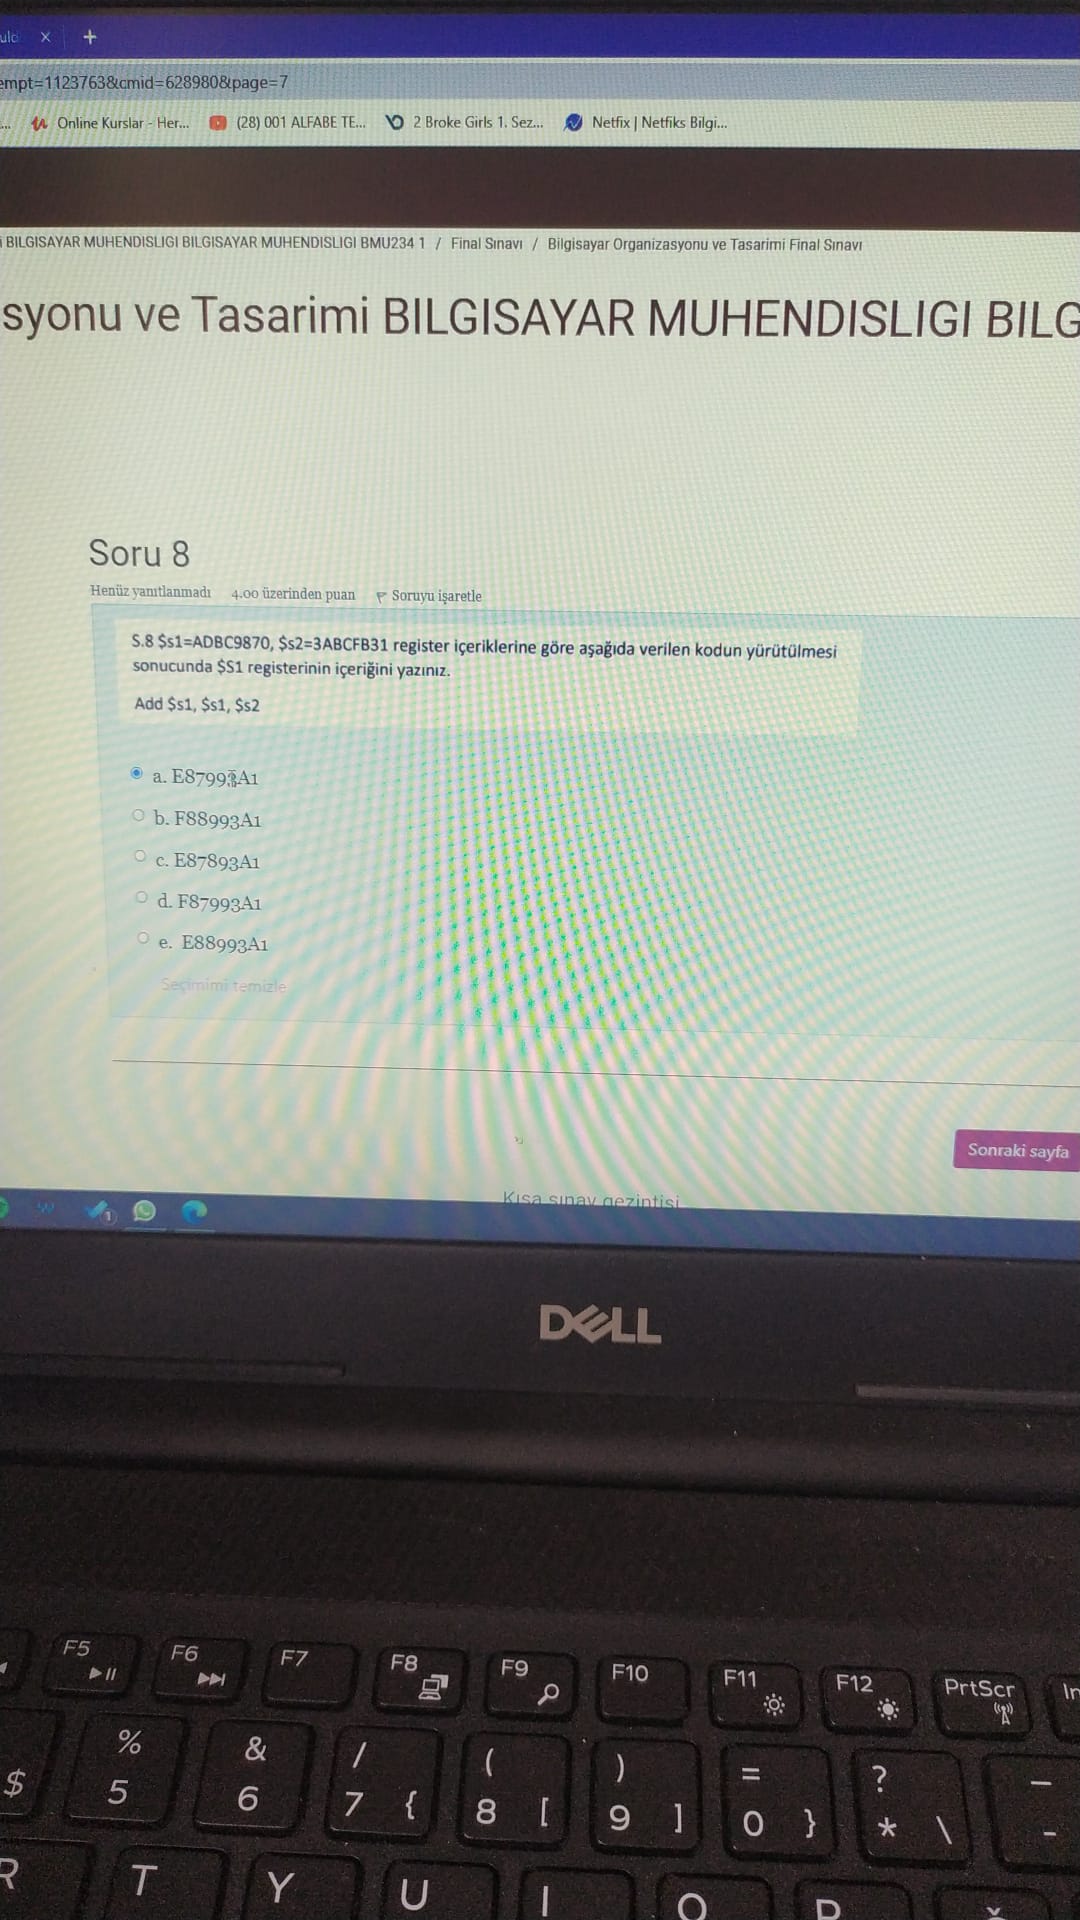 empt=1123763&cmid=628980&page=7
Online Kurslar - Her... (28) 001 ALFABE TE... 2 Broke Girls 1. Sez... Netfix | Netfiks Bilgi...
BILGISAYAR MUHENDISLIGI BILGISAYAR MUHENDISLIGI BMU234 1 / Final Sınavı / Bilgisayar Organizasyonu ve Tasarimi Final Sınavı
syonu ve Tasarimi BILGISAYAR MUHENDISLIGI BILG
Soru 8
Henüz yanıtlanmadı 4.00 üzerinden puan Soruyu işaretle
S.8 $s1=ADBC9870, $s2=3ABCFB31 register içeriklerine göre aşağıda verilen kodun yürütülmesi
sonucunda $S1 registerinin içeriğini yazınız.
Add $s1, $s1, $s2
a. E87993A1
b. F88993A1
c. E87893A1
d. F87993A1
e. E88993A1
Seçimimi temizle
Sonraki sayfa
Kısa sınav gezintisi
1
DELL
F5 F6 F7 F8 F9 F10 F11 F12 PrtScr In
% & / ( ) = ? _
$ 5 6 7 { 8 [ 9 ] 0 } * \ -
R T Y U I O P